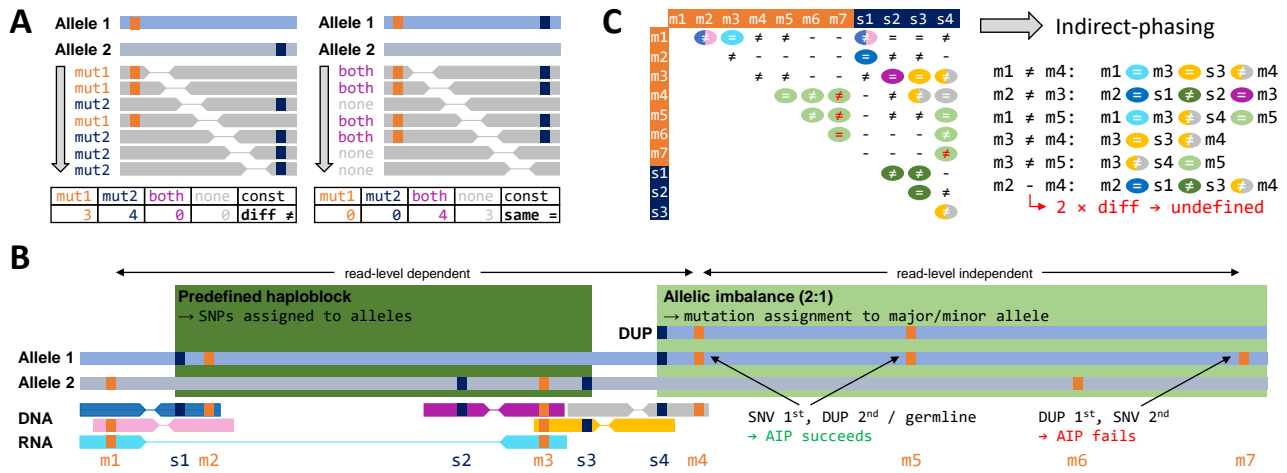 A
Allele 1
Allele 2
mut1
mut1
mut2
mut1
mut2
mut2
mut2
mut1 mut2 both none const
3 4 0 0 diff ≠
Allele 1
Allele 2
both
both
none
both
both
none
none
mut1 mut2 both none const
0 0 4 3 same =
C
m1 m2 m3 m4 m5 m6 m7 s1 s2 s3 s4
m1 ≠ = ≠ ≠ - - ≠ = = ≠
m2 ≠ - - - - = ≠ ≠ -
m3 ≠ ≠ - - ≠ = = ≠
m4 = ≠ ≠ - ≠ ≠ =
m5 ≠ ≠ - ≠ ≠ =
m6 = - - - ≠
m7 - - - ≠
s1 ≠ ≠ -
s2 = ≠
s3 ≠
Indirect-phasing
m1 ≠ m4: m1 = m3 = s3 ≠ m4
m2 ≠ m3: m2 = s1 ≠ s2 = m3
m1 ≠ m5: m1 = m3 ≠ s4 = m5
m3 ≠ m4: m3 = s3 ≠ m4
m3 ≠ m5: m3 ≠ s4 = m5
m2 - m4: m2 = s1 ≠ s3 ≠ m4
2 × diff → undefined
B
read-level dependent
read-level independent
Predefined haploblock
→ SNPs assigned to alleles
Allelic imbalance (2:1)
→ mutation assignment to major/minor allele
DUP
Allele 1
Allele 2
DNA
RNA
SNV 1st, DUP 2nd / germline
→ AIP succeeds
DUP 1st, SNV 2nd
→ AIP fails
m1 s1 m2 s2 m3 s3 s4 m4 m5 m6 m7